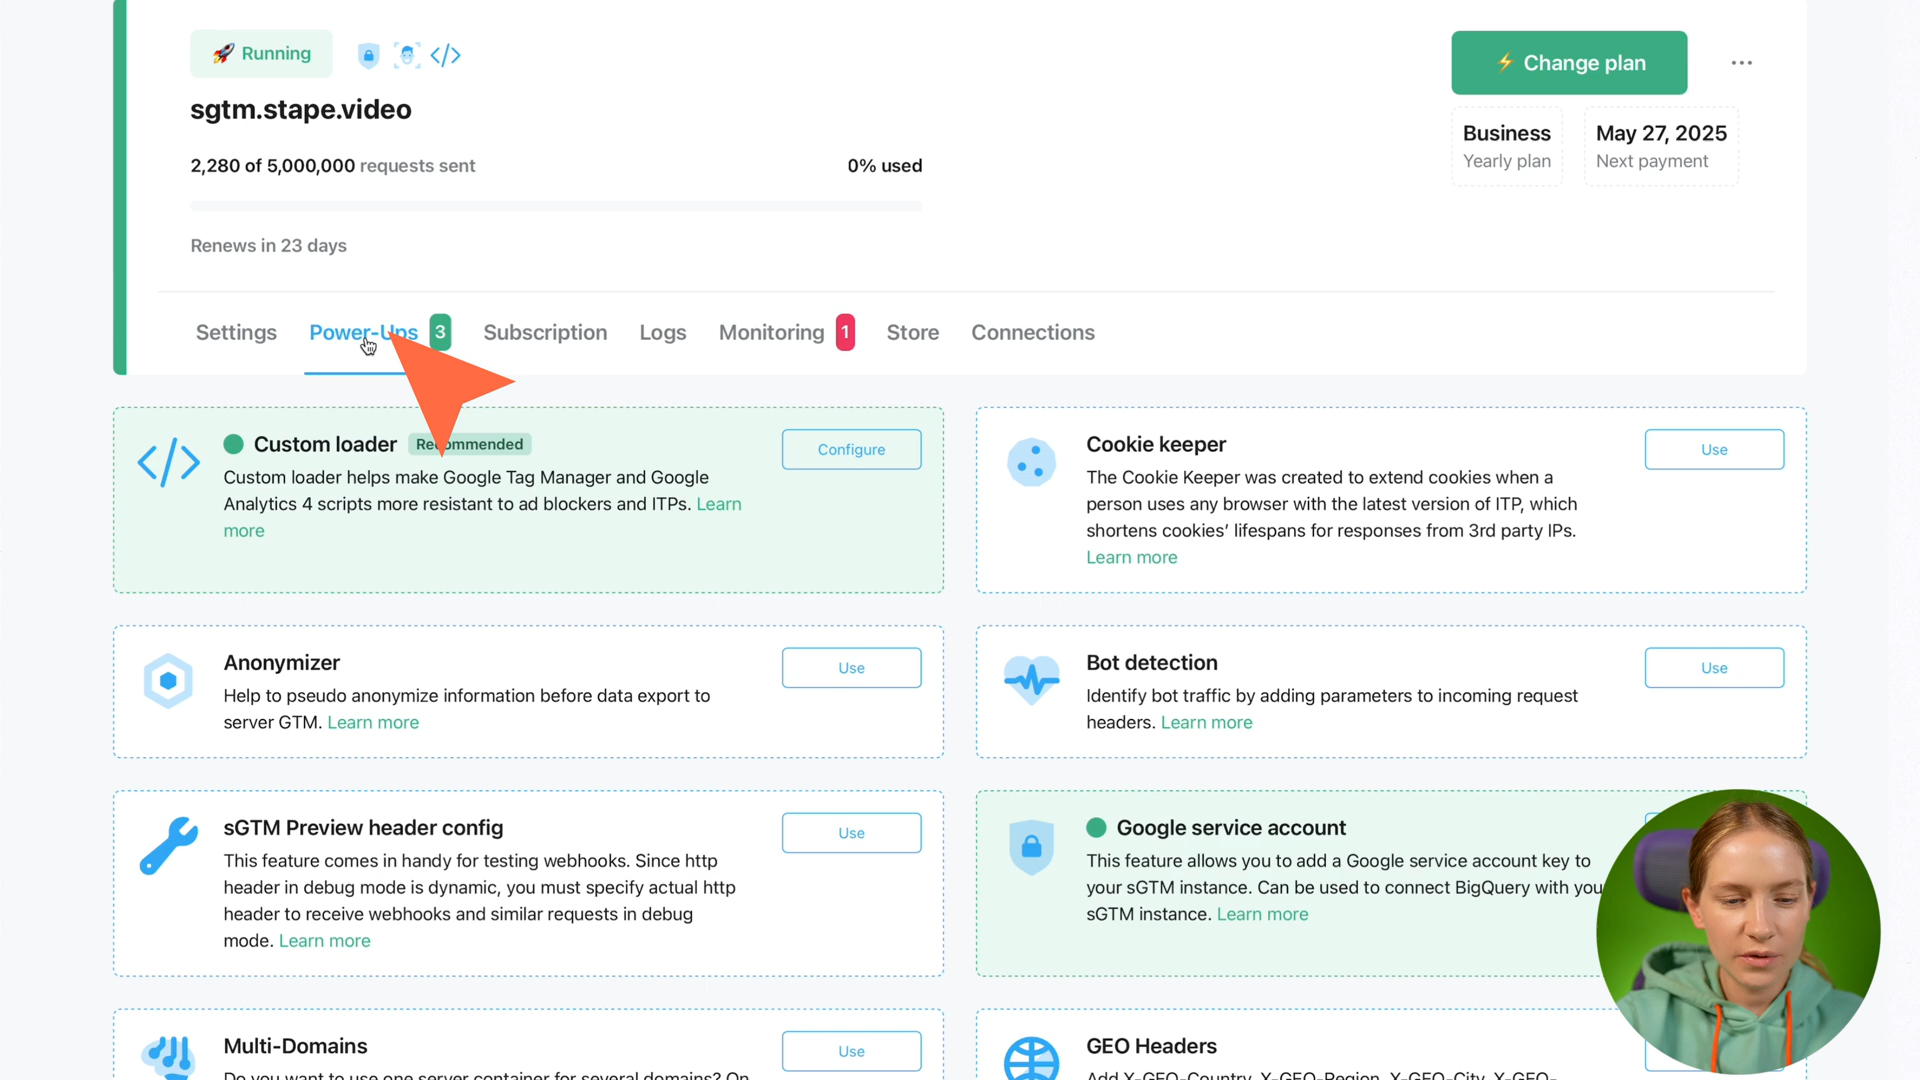 Running
Change plan
sgtm.stape.video
Business
Yearly plan
May 27, 2025
Next payment
2,280 of 5,000,000 requests sent
0% used
Renews in 23 days
Settings
Power-Ups
3
Subscription
Logs
Monitoring
1
Store
Connections
Custom loader
Recommended
Configure
Custom loader helps make Google Tag Manager and Google
Analytics 4 scripts more resistant to ad blockers and ITPs. Learn
more
Cookie keeper
Use
The Cookie Keeper was created to extend cookies when a
person uses any browser with the latest version of ITP, which
shortens cookies’ lifespans for responses from 3rd party IPs.
Learn more
Anonymizer
Use
Help to pseudo anonymize information before data export to
server GTM. Learn more
Bot detection
Use
Identify bot traffic by adding parameters to incoming request
headers. Learn more
sGTM Preview header config
Use
This feature comes in handy for testing webhooks. Since http
header in debug mode is dynamic, you must specify actual http
header to receive webhooks and similar requests in debug
mode. Learn more
Google service account
This feature allows you to add a Google service account key to
your sGTM instance. Can be used to connect BigQuery with you
sGTM instance. Learn more
Multi-Domains
Use
Do you want to use one server container for several domains? On
GEO Headers
Add X-GEO-Country, X-GEO-Region, X-GEO-City, X-GEO-